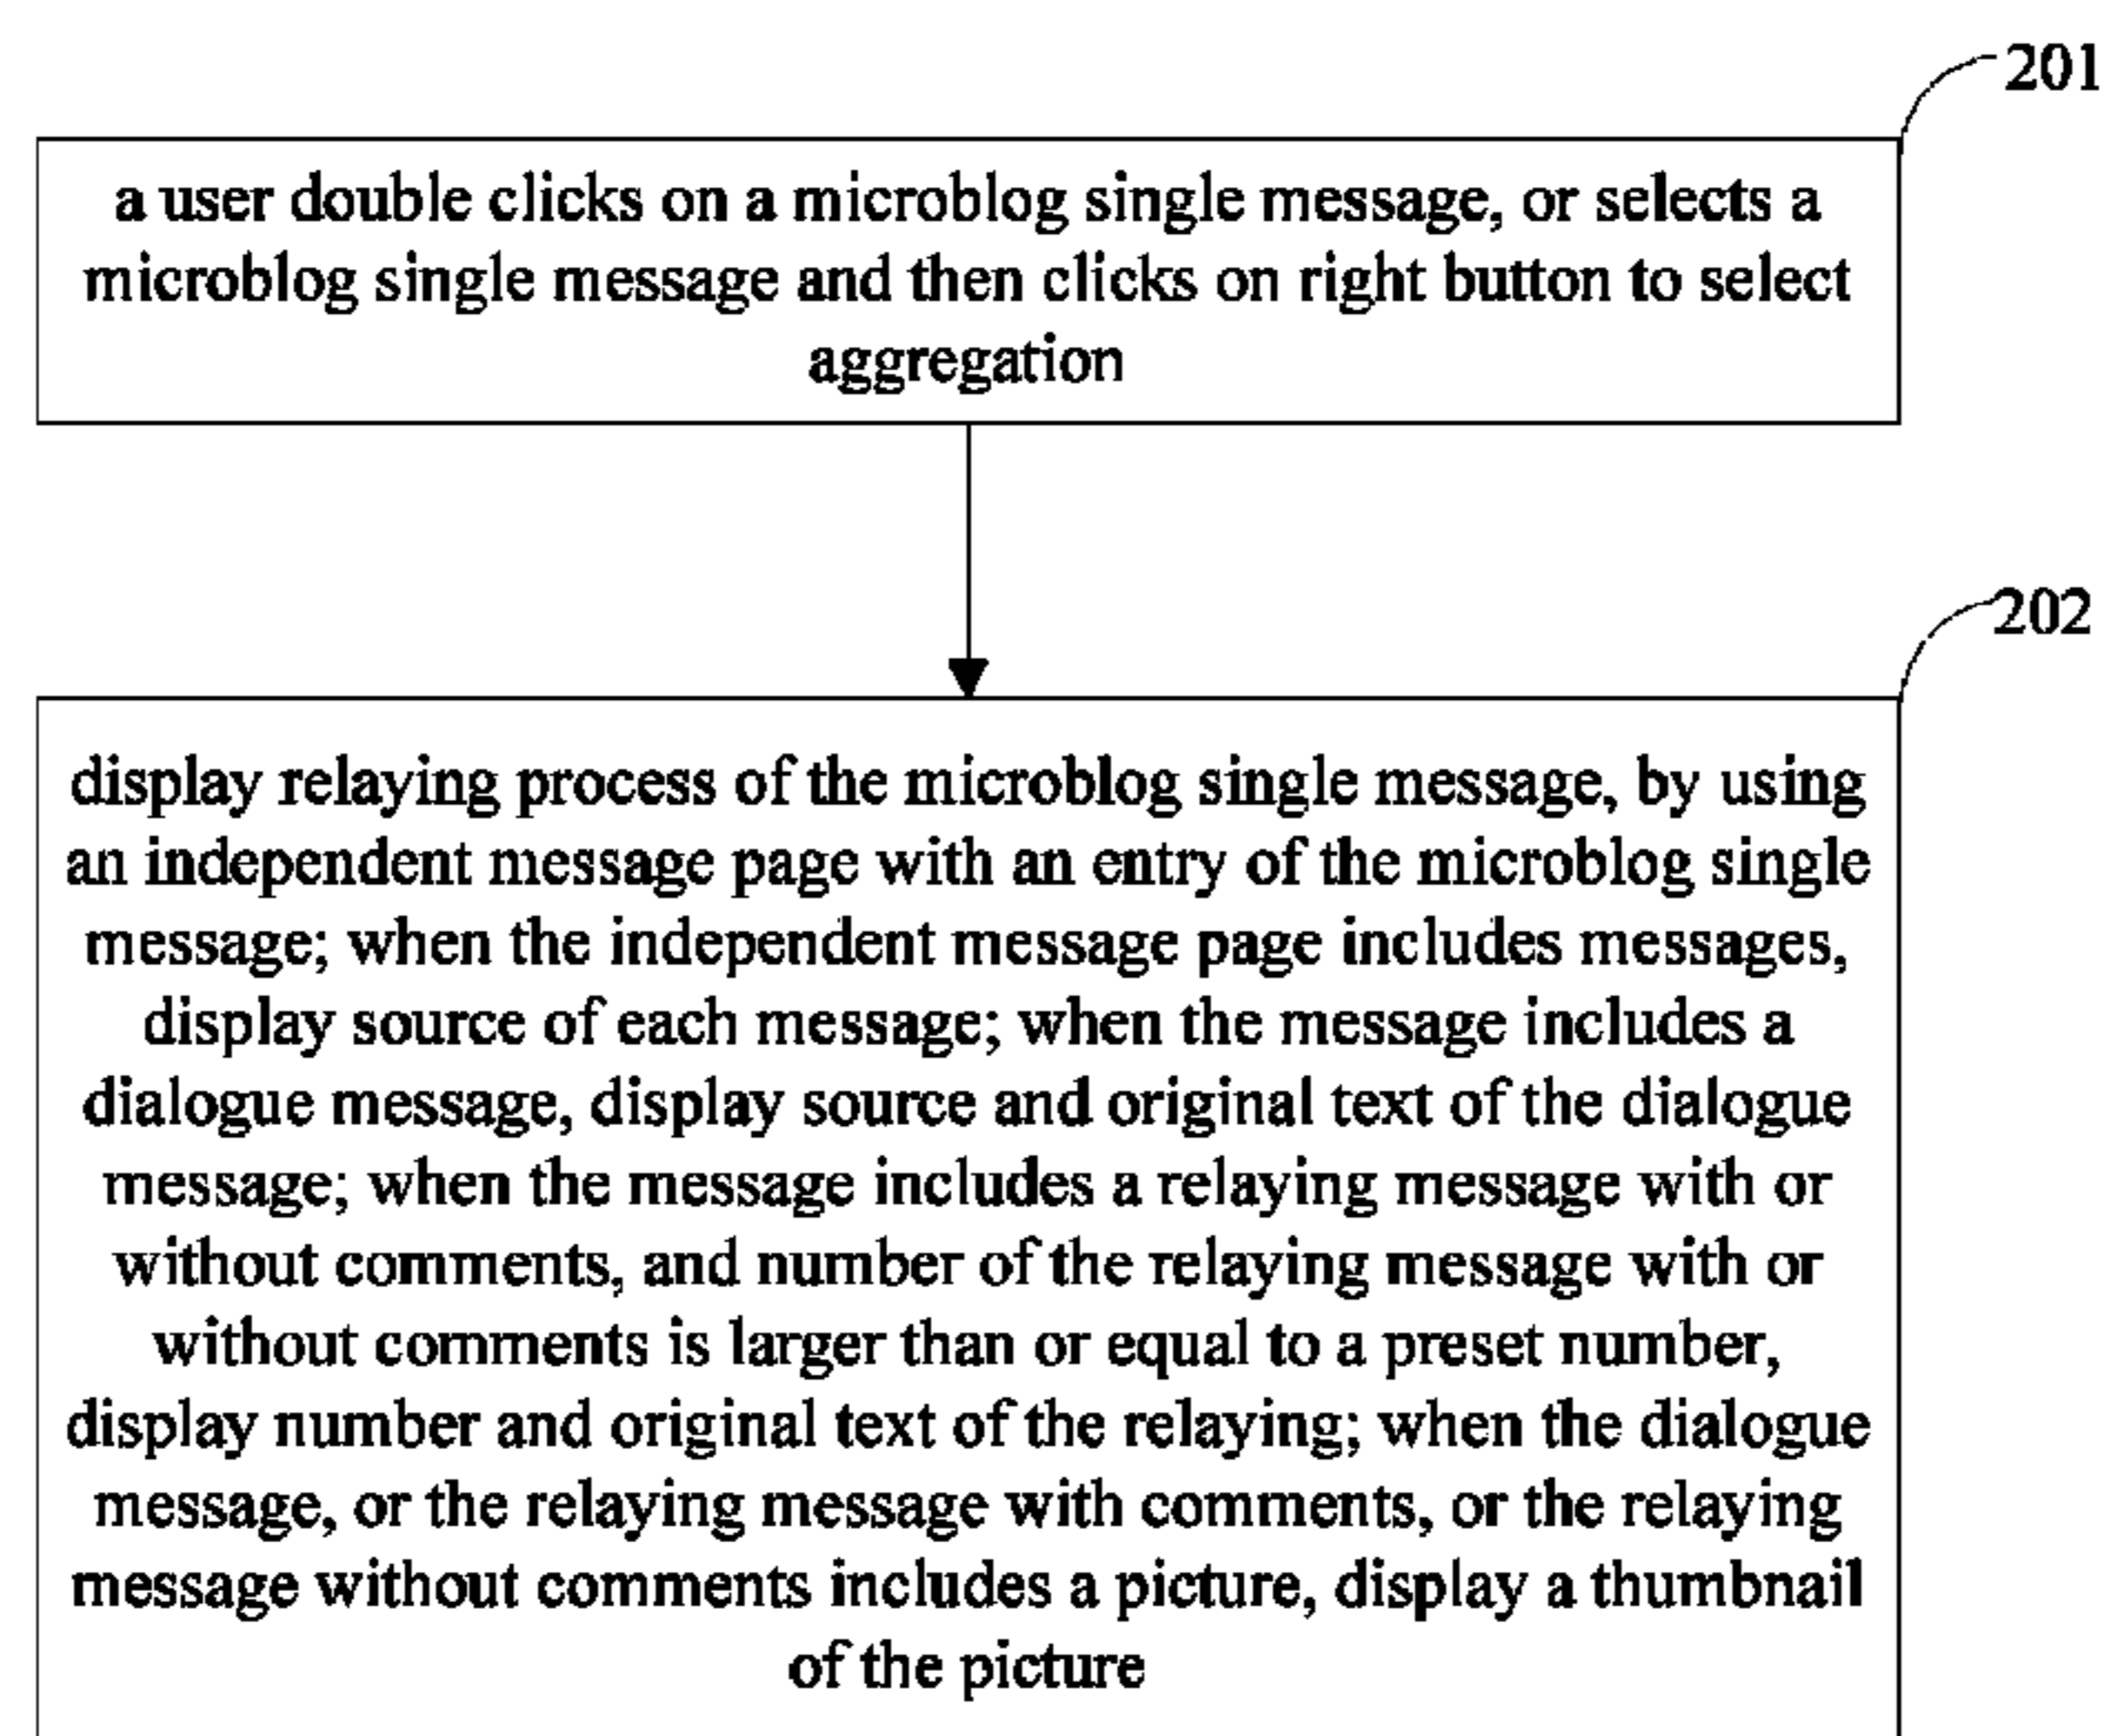 201
a user double clicks on a microblog single message, or selects a
microblog single message and then clicks on right button to select
aggregation
202
display relaying process of the microblog single message, by using
an independent message page with an entry of the microblog single
message; when the independent message page includes messages,
display source of each message; when the message includes a
dialogue message, display source and original text of the dialogue
message; when the message includes a relaying message with or
without comments, and number of the relaying message with or
without comments is larger than or equal to a preset number,
display number and original text of the relaying; when the dialogue
message, or the relaying message with comments, or the relaying
message without comments includes a picture, display a thumbnail
of the picture